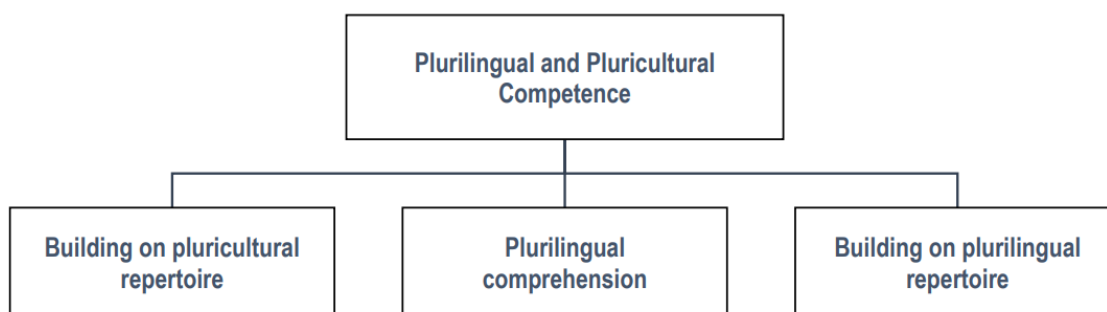 Plurilingual and Pluricultural
Competence
Building on pluricultural
repertoire
Plurilingual
comprehension
Building on plurilingual
repertoire